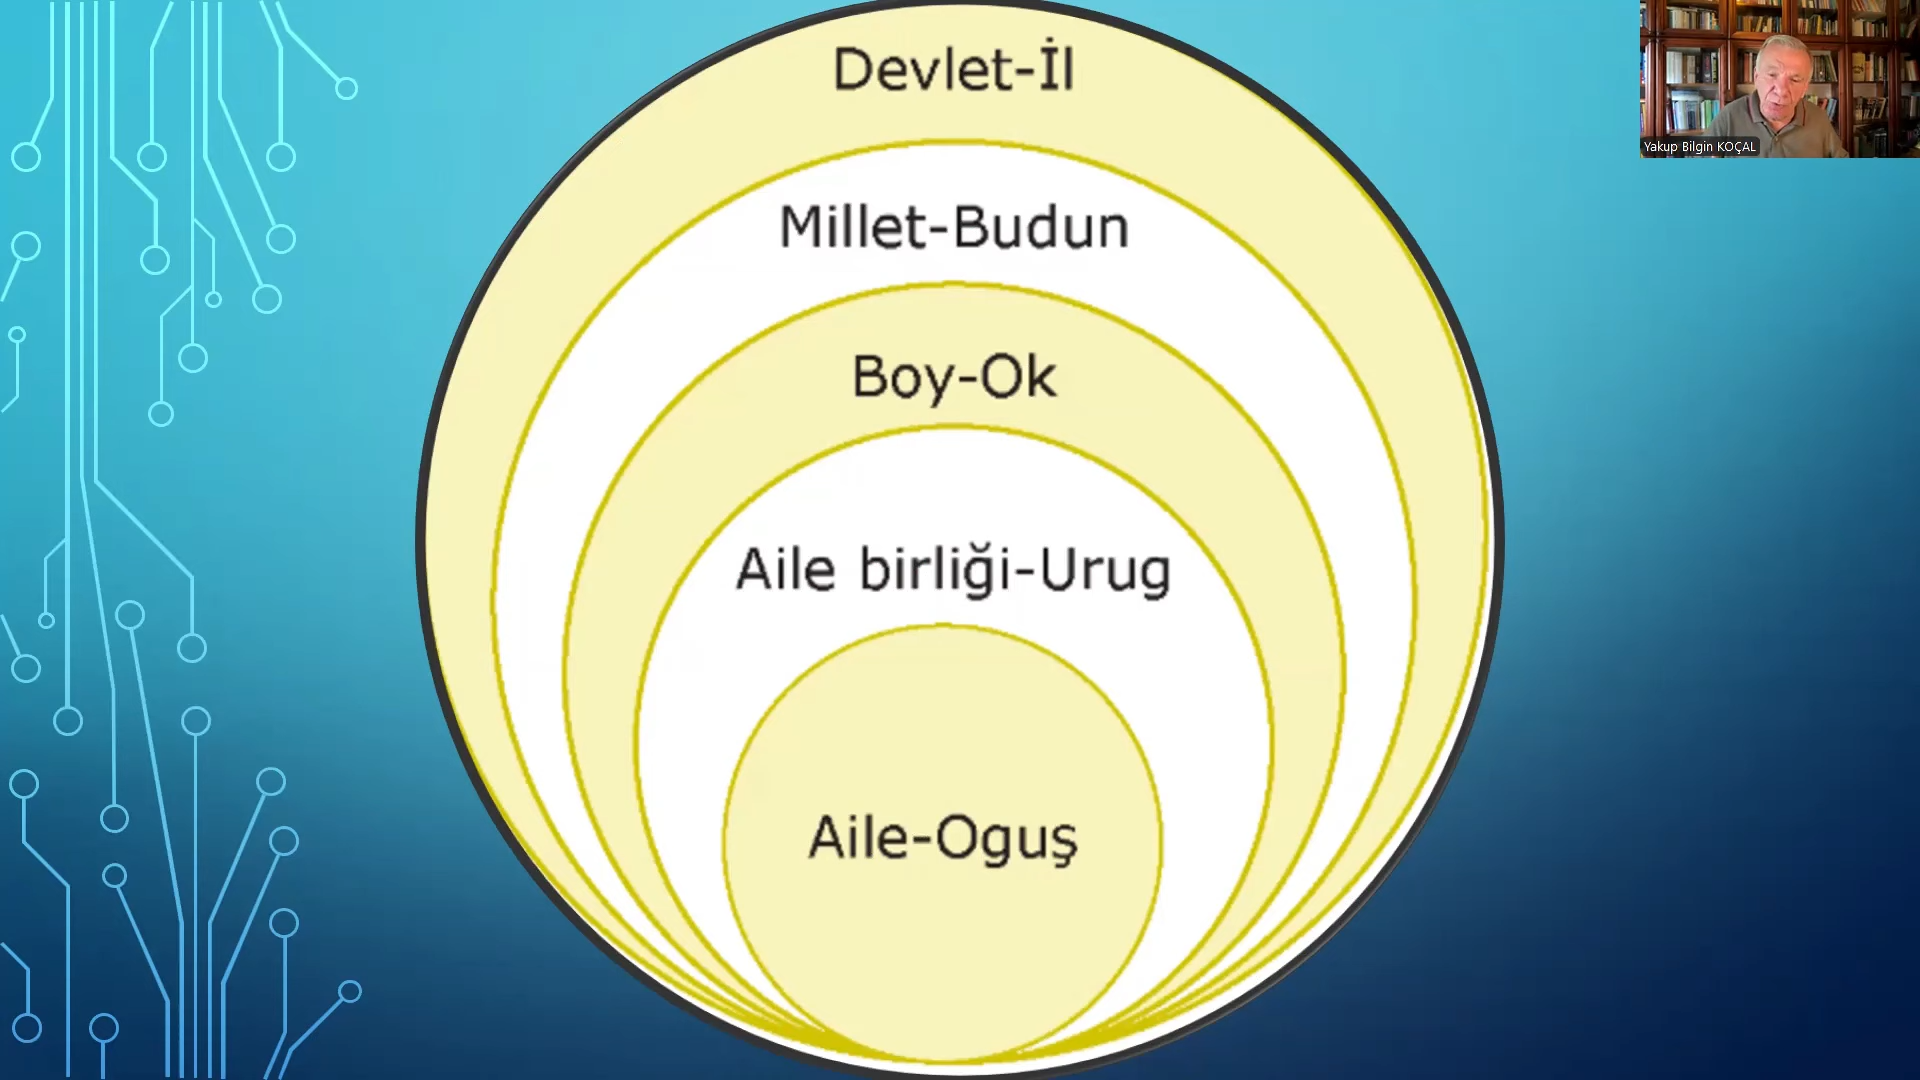 Devlet-İl
Yakup Bilgin KOÇAL
Millet-Budun
Boy-Ok
Aile birliği-Urug
Aile-Oguş